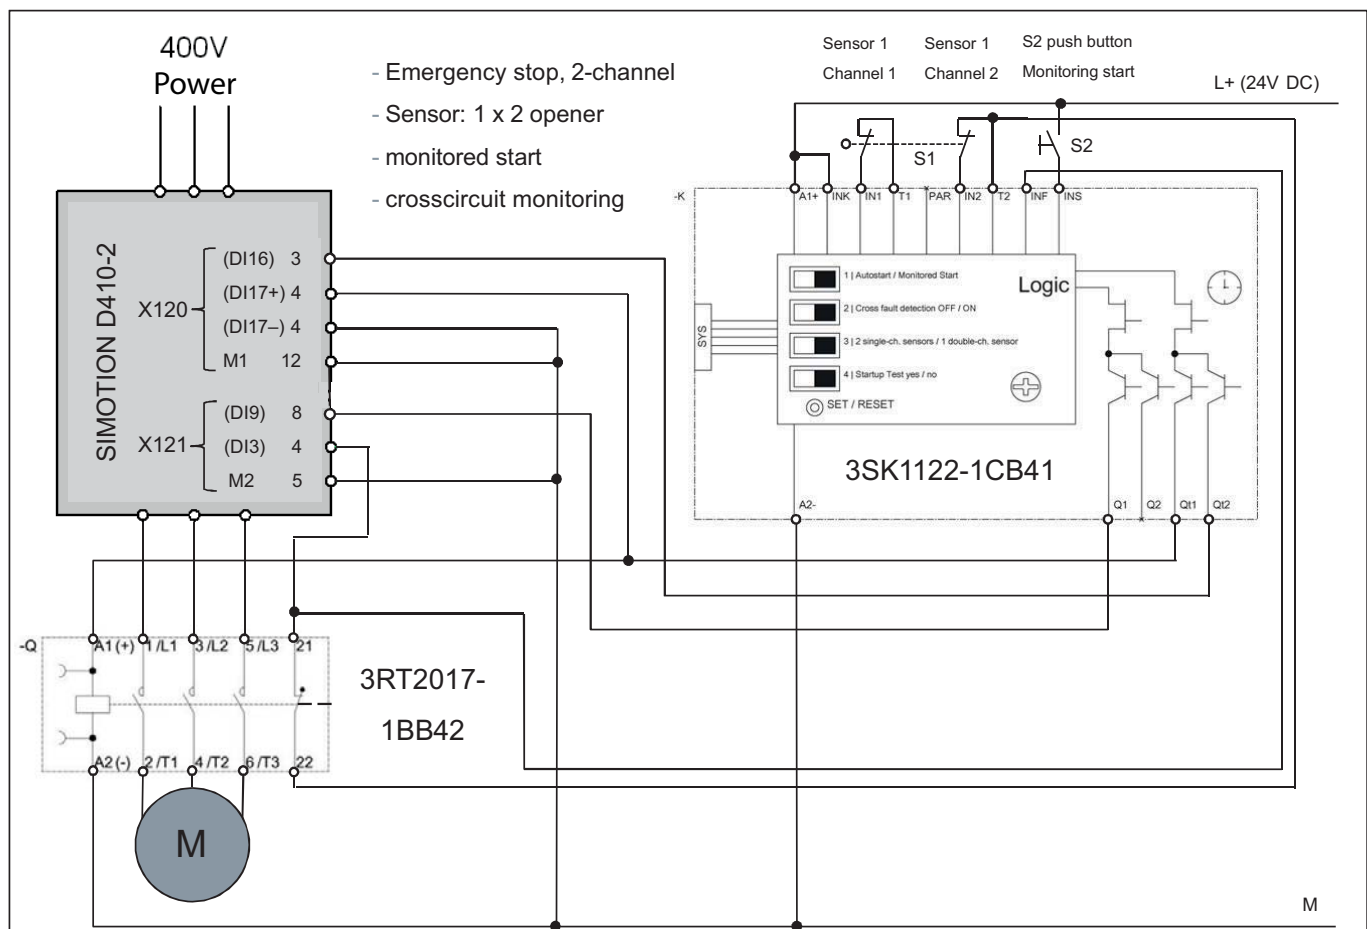 400V
Power
- Emergency stop, 2-channel
- Sensor: 1 x 2 opener
- monitored start
- crosscircuit monitoring
Sensor 1
Channel 1
Sensor 1
Channel 2
S2 push button
Monitoring start
L+ (24V DC)
S1
S2
-K
A1+
INK
IN1
T1
PAR
IN2
T2
INF
INS
SIMOTION D410-2
X120
(DI16) 3
(DI17+) 4
(DI17–) 4
M1 12
X121
(DI9) 8
(DI3) 4
M2 5
SYS
1 | Autostart / Monitored Start
2 | Cross fault detection OFF / ON
3 | 2 single-ch. sensors / 1 double-ch. sensor
4 | Startup Test yes / no
SET / RESET
Logic
3SK1122-1CB41
A2-
Q1
Q2
Qt1
Qt2
-Q
A1 (+)
1 /L1
3 /L2
5 /L3
21
3RT2017-
1BB42
A2 (-)
2 /T1
4 /T2
6 /T3
22
M
M